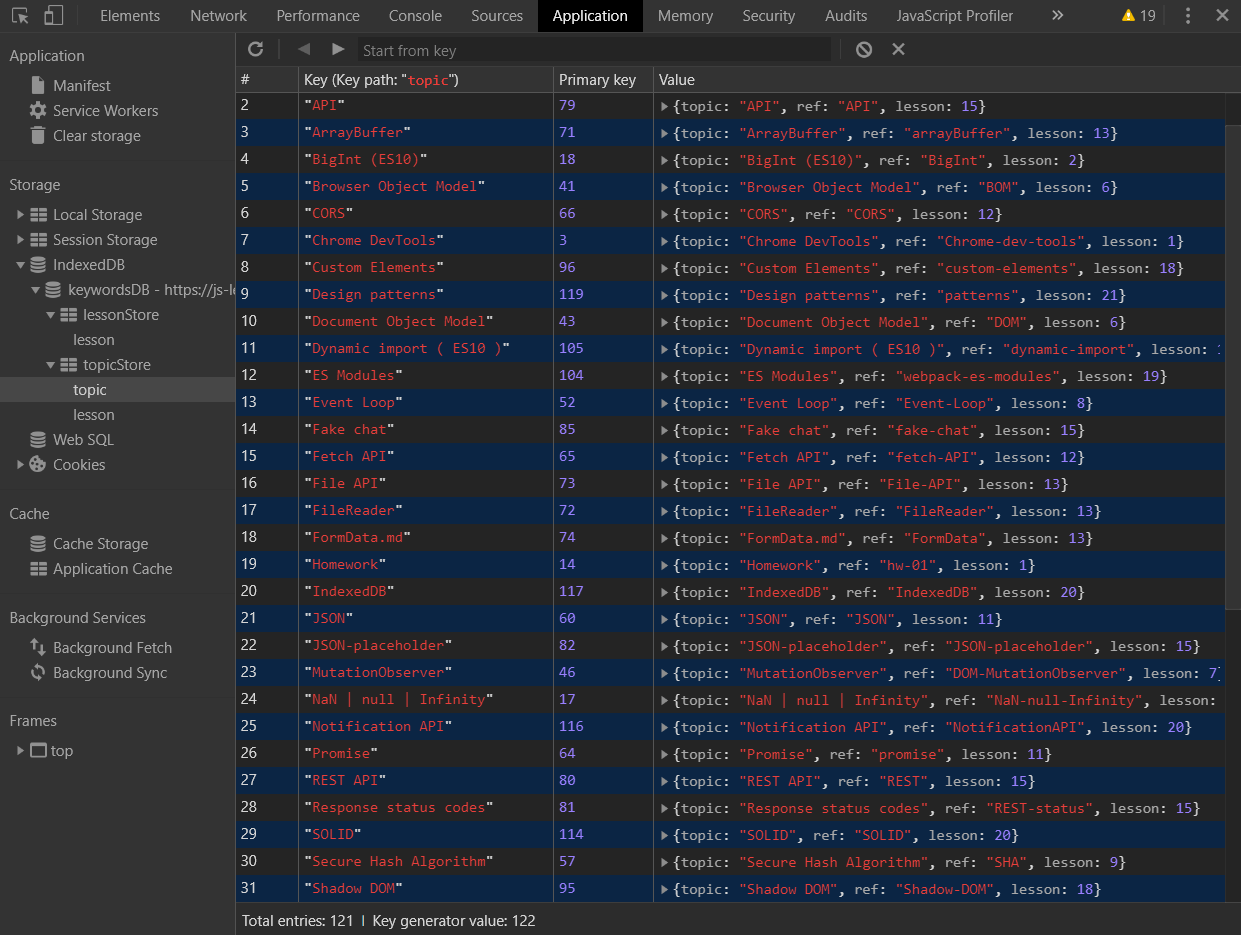 Elements Network Performance Console Sources Application Memory Security Audits JavaScript Profiler » 19
Application
Manifest
Service Workers
Clear storage
Storage
Local Storage
Session Storage
IndexedDB
keywordsDB - https://js-le
lessonStore
lesson
topicStore
topic
lesson
Web SQL
Cookies
Cache
Cache Storage
Application Cache
Background Services
Background Fetch
Background Sync
Frames
top
Start from key
# Key (Key path: "topic") Primary key Value
2 "API" 79 {topic: "API", ref: "API", lesson: 15}
3 "ArrayBuffer" 71 {topic: "ArrayBuffer", ref: "arrayBuffer", lesson: 13}
4 "BigInt (ES10)" 18 {topic: "BigInt (ES10)", ref: "BigInt", lesson: 2}
5 "Browser Object Model" 41 {topic: "Browser Object Model", ref: "BOM", lesson: 6}
6 "CORS" 66 {topic: "CORS", ref: "CORS", lesson: 12}
7 "Chrome DevTools" 3 {topic: "Chrome DevTools", ref: "Chrome-dev-tools", lesson: 1}
8 "Custom Elements" 96 {topic: "Custom Elements", ref: "custom-elements", lesson: 18}
9 "Design patterns" 119 {topic: "Design patterns", ref: "patterns", lesson: 21}
10 "Document Object Model" 43 {topic: "Document Object Model", ref: "DOM", lesson: 6}
11 "Dynamic import ( ES10 )" 105 {topic: "Dynamic import ( ES10 )", ref: "dynamic-import", lesson:
12 "ES Modules" 104 {topic: "ES Modules", ref: "webpack-es-modules", lesson: 19}
13 "Event Loop" 52 {topic: "Event Loop", ref: "Event-Loop", lesson: 8}
14 "Fake chat" 85 {topic: "Fake chat", ref: "fake-chat", lesson: 15}
15 "Fetch API" 65 {topic: "Fetch API", ref: "fetch-API", lesson: 12}
16 "File API" 73 {topic: "File API", ref: "File-API", lesson: 13}
17 "FileReader" 72 {topic: "FileReader", ref: "FileReader", lesson: 13}
18 "FormData.md" 74 {topic: "FormData.md", ref: "FormData", lesson: 13}
19 "Homework" 14 {topic: "Homework", ref: "hw-01", lesson: 1}
20 "IndexedDB" 117 {topic: "IndexedDB", ref: "IndexedDB", lesson: 20}
21 "JSON" 60 {topic: "JSON", ref: "JSON", lesson: 11}
22 "JSON-placeholder" 82 {topic: "JSON-placeholder", ref: "JSON-placeholder", lesson: 15}
23 "MutationObserver" 46 {topic: "MutationObserver", ref: "DOM-MutationObserver", lesson: 7
24 "NaN | null | Infinity" 17 {topic: "NaN | null | Infinity", ref: "NaN-null-Infinity", lesson:
25 "Notification API" 116 {topic: "Notification API", ref: "NotificationAPI", lesson: 20}
26 "Promise" 64 {topic: "Promise", ref: "promise", lesson: 11}
27 "REST API" 80 {topic: "REST API", ref: "REST", lesson: 15}
28 "Response status codes" 81 {topic: "Response status codes", ref: "REST-status", lesson: 15}
29 "SOLID" 114 {topic: "SOLID", ref: "SOLID", lesson: 20}
30 "Secure Hash Algorithm" 57 {topic: "Secure Hash Algorithm", ref: "SHA", lesson: 9}
31 "Shadow DOM" 95 {topic: "Shadow DOM", ref: "Shadow-DOM", lesson: 18}
Total entries: 121 | Key generator value: 122